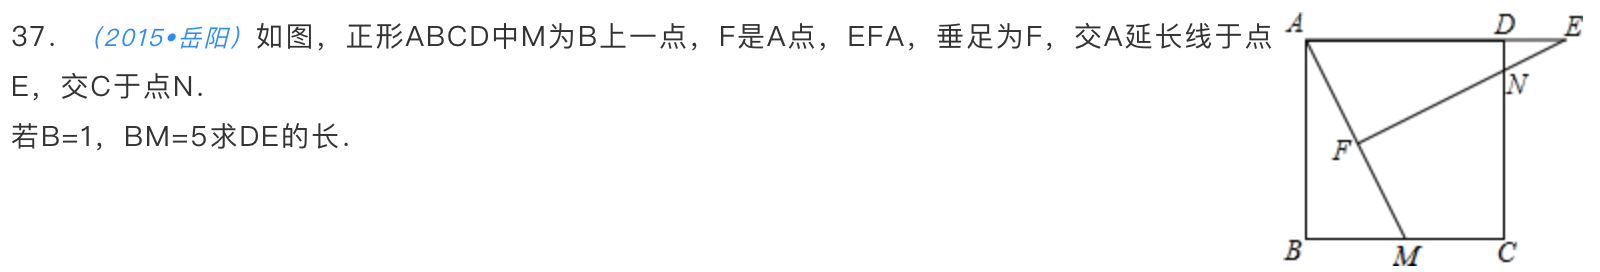 37. (2015•岳阳)如图，正形ABCD中M为B上一点，F是A点，EFA，垂足为F，交A延长线于点
E，交C于点N.
若B=1，BM=5求DE的长.
A
D
E
N
F
B
M
C